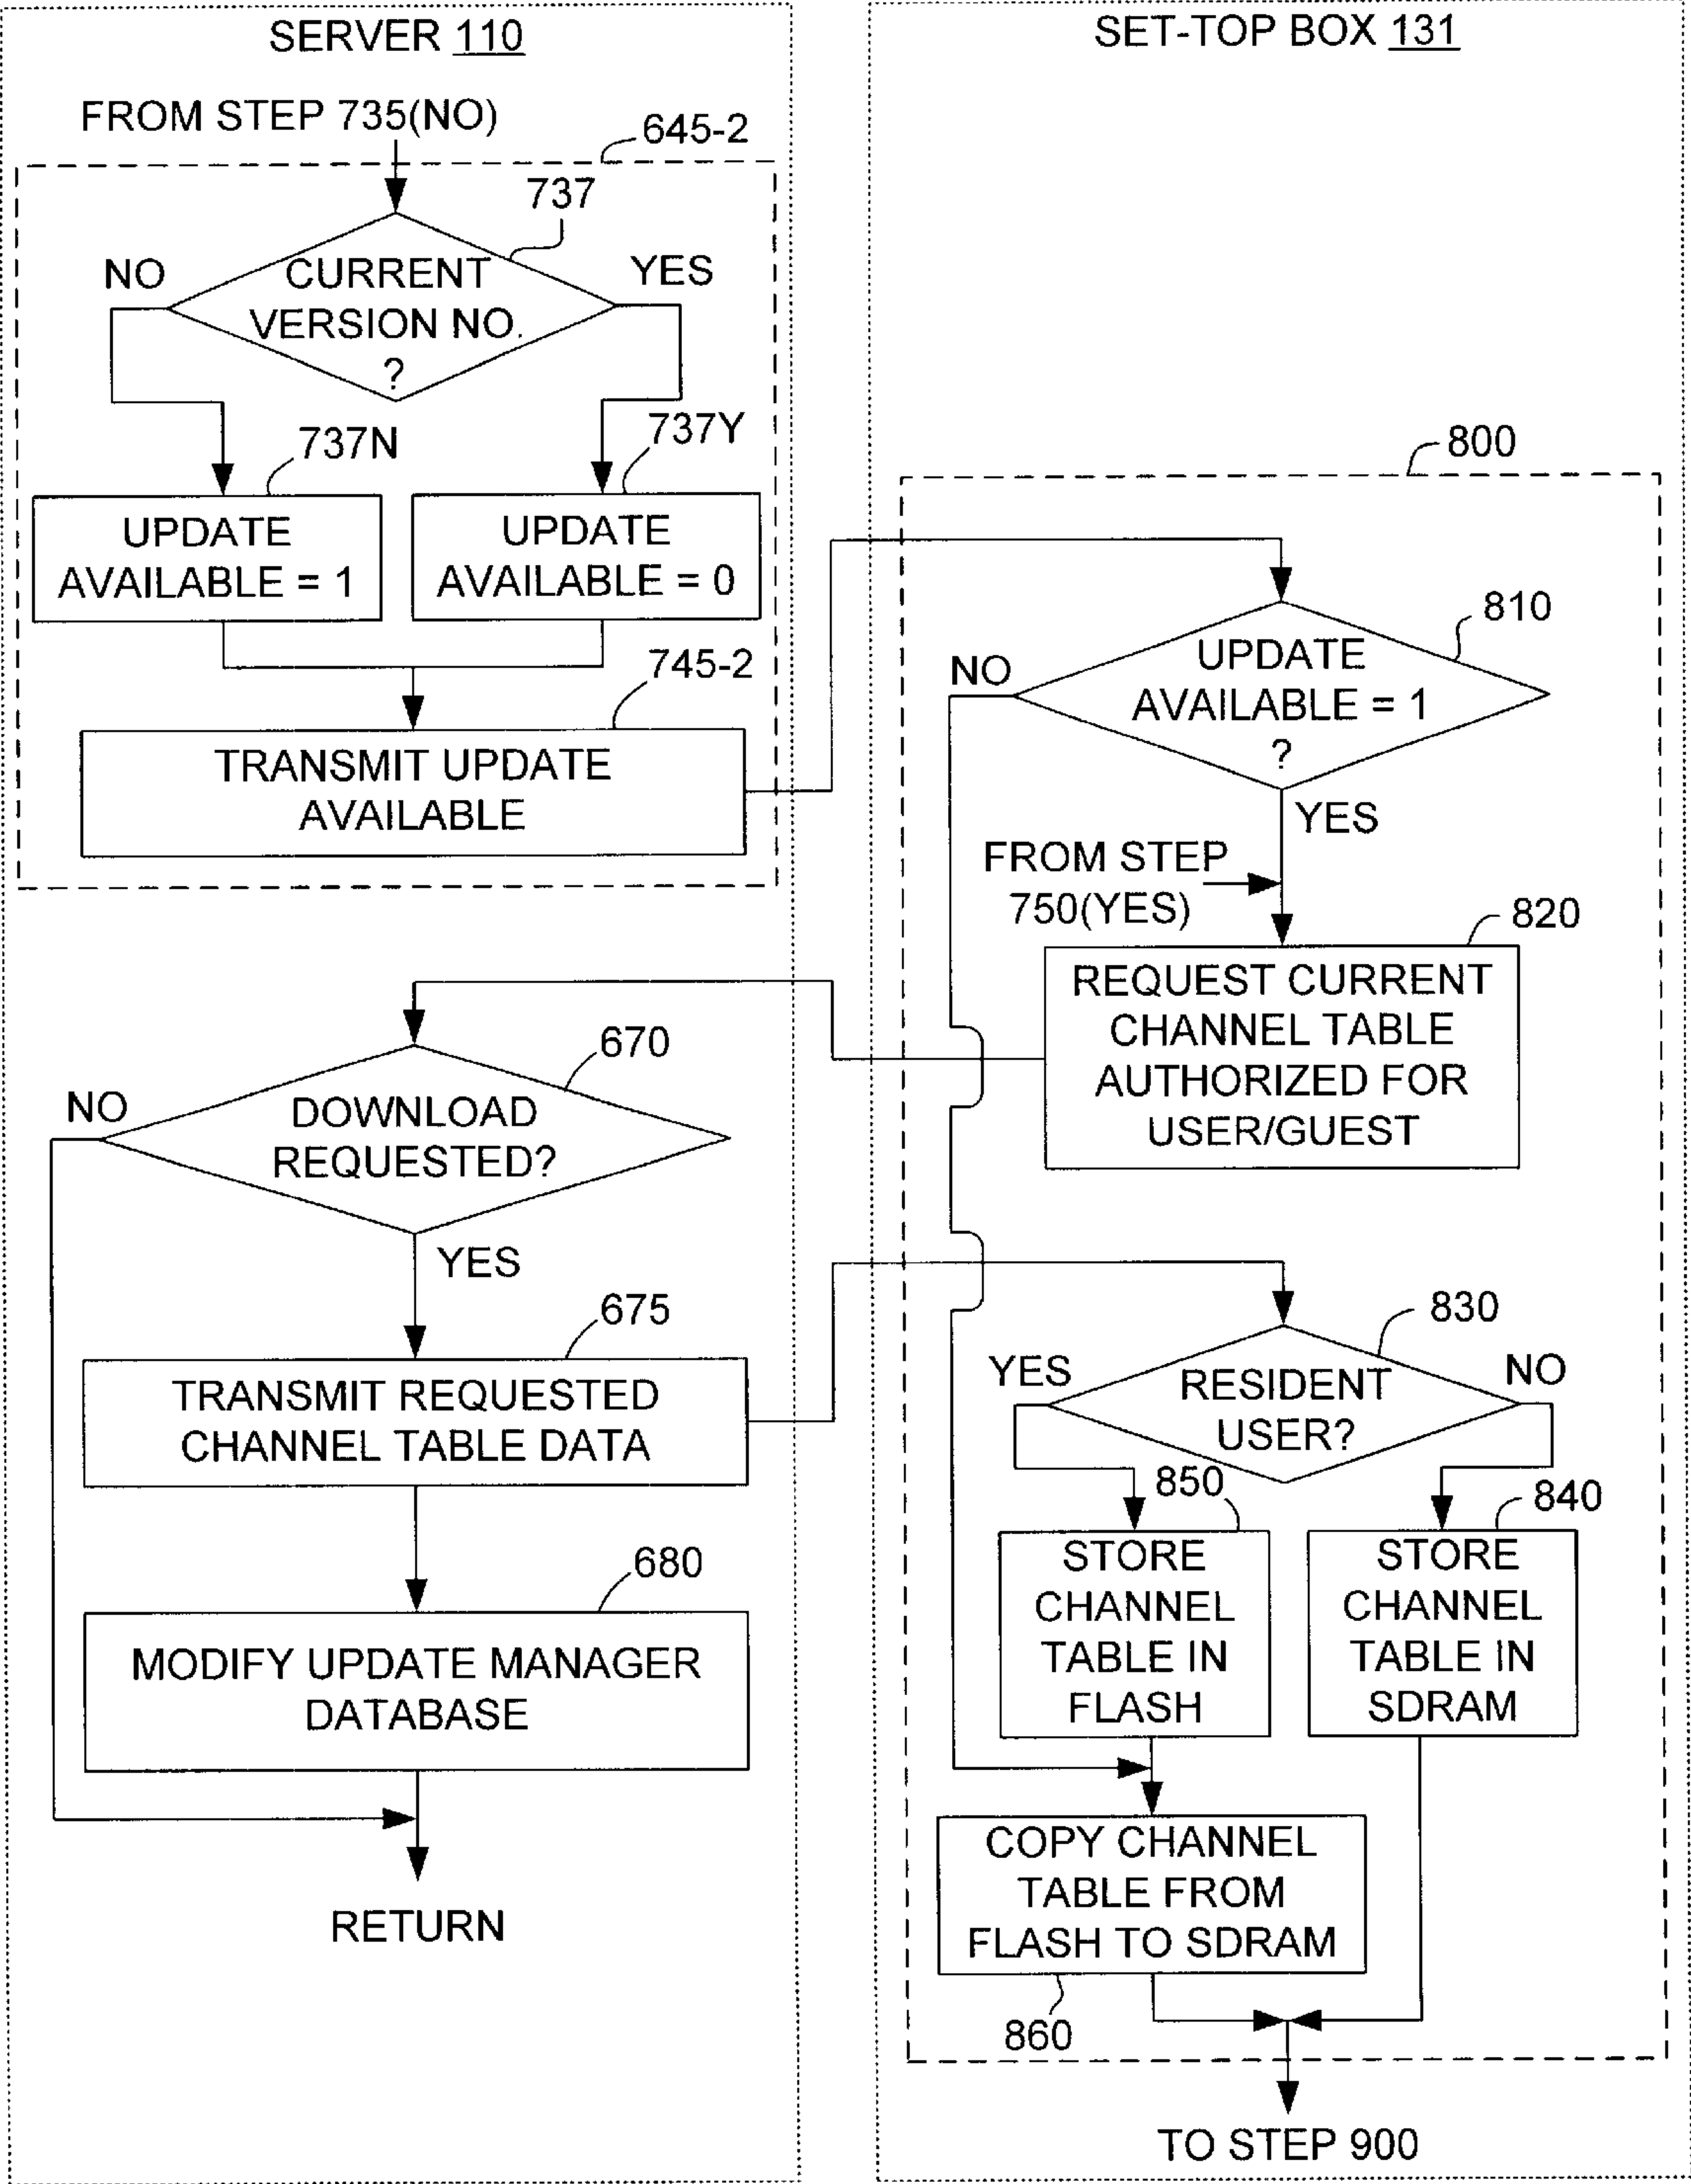 SERVER 110
FROM STEP 735(NO)
645-2
737
NO
CURRENT
VERSION NO.
?
YES
737N
737Y
UPDATE
AVAILABLE = 1
UPDATE
AVAILABLE = 0
745-2
TRANSMIT UPDATE
AVAILABLE
670
NO
DOWNLOAD
REQUESTED?
YES
675
TRANSMIT REQUESTED
CHANNEL TABLE DATA
680
MODIFY UPDATE MANAGER
DATABASE
RETURN
SET-TOP BOX 131
800
810
NO
UPDATE
AVAILABLE = 1
?
YES
FROM STEP
750(YES)
820
REQUEST CURRENT
CHANNEL TABLE
AUTHORIZED FOR
USER/GUEST
830
YES
RESIDENT
USER?
NO
850
840
STORE
CHANNEL
TABLE IN
FLASH
STORE
CHANNEL
TABLE IN
SDRAM
COPY CHANNEL
TABLE FROM
FLASH TO SDRAM
860
TO STEP 900